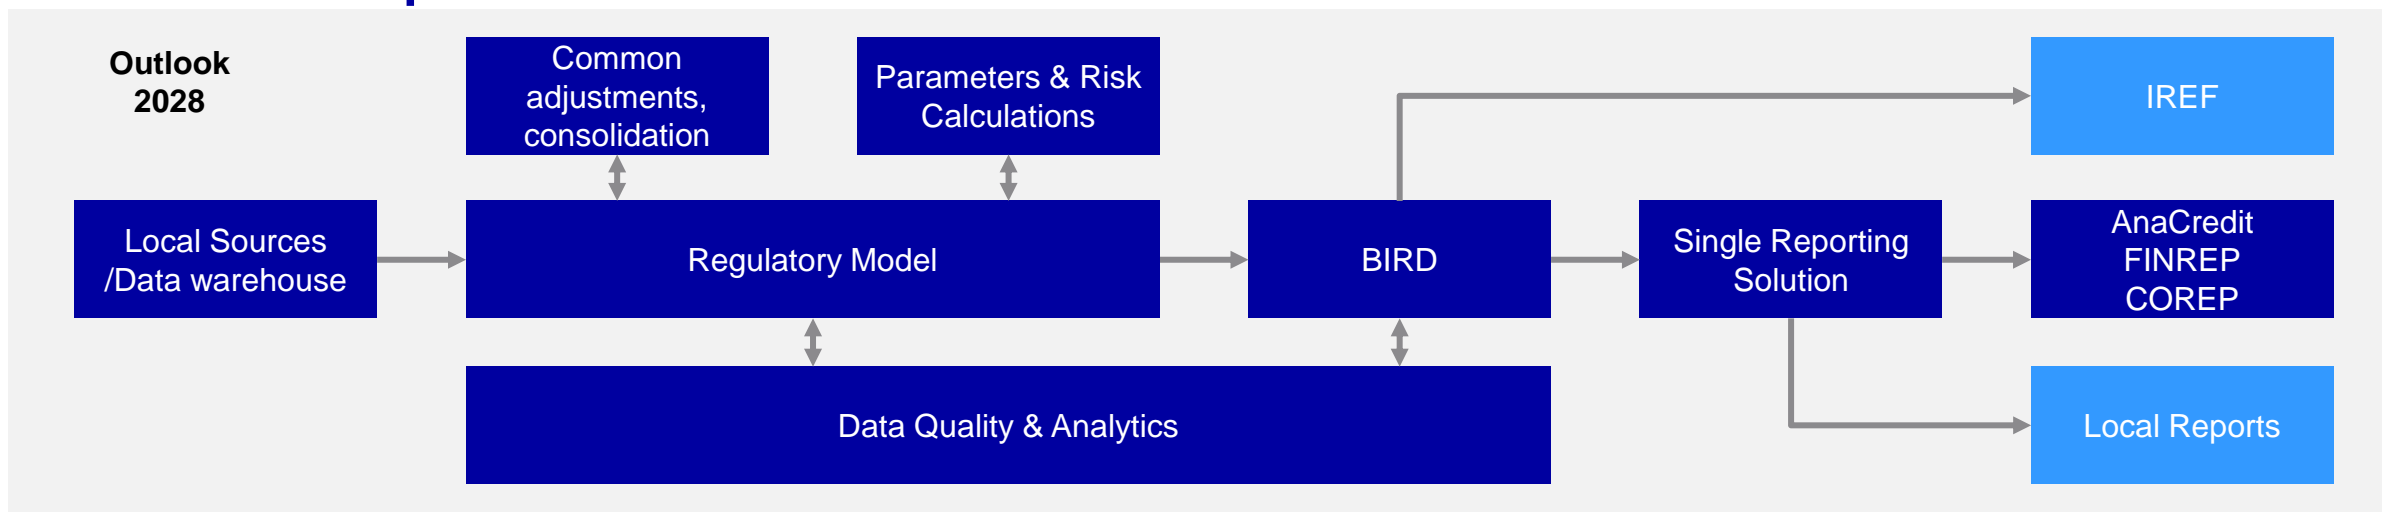 Outlook
2028
Common
adjustments,
consolidation
Parameters & Risk
Calculations
IREF
Local Sources
/Data warehouse
Regulatory Model
BIRD
Single Reporting
Solution
AnaCredit
FINREP
COREP
Data Quality & Analytics
Local Reports